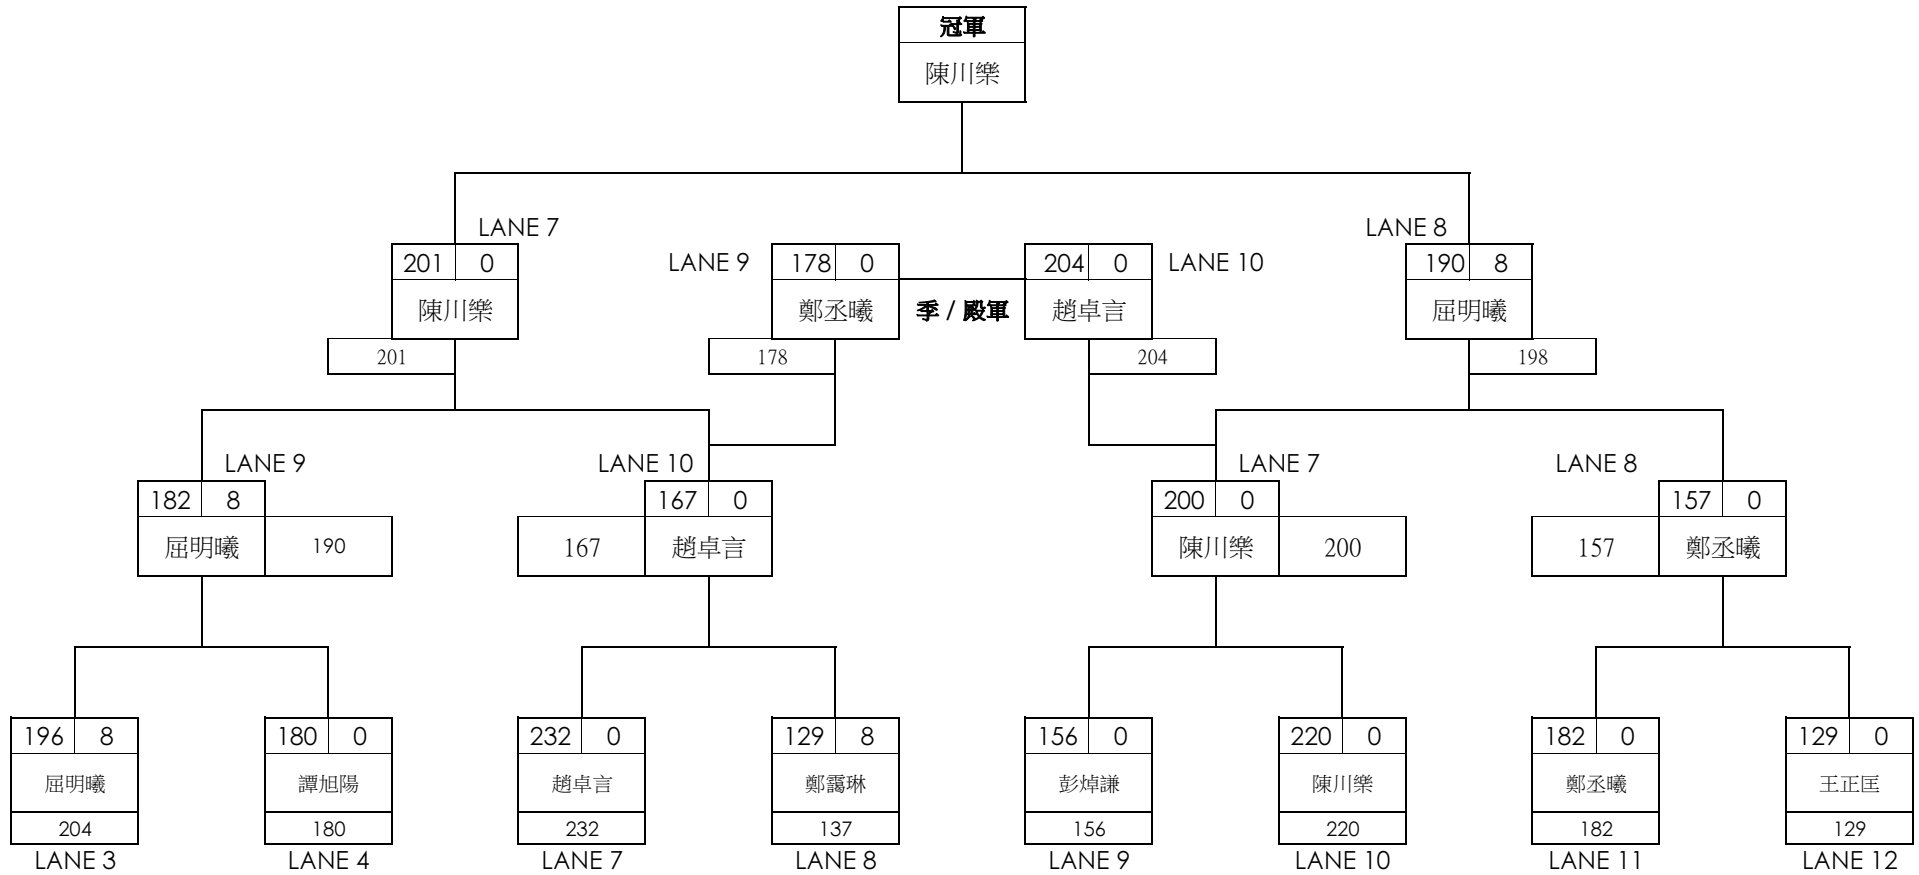 冠軍
陳川樂
LANE 7
LANE 8
201 0
LANE 9
178 0
204 0
LANE 10
190 8
陳川樂
鄭丞曦
季 / 殿軍
趙卓言
屈明曦
201
178
204
198
LANE 9
LANE 10
LANE 7
LANE 8
182 8
167 0
200 0
157 0
屈明曦
190
167
趙卓言
陳川樂
200
157
鄭丞曦
196 8
180 0
232 0
129 8
156 0
220 0
182 0
129 0
屈明曦
譚旭陽
趙卓言
鄭靄琳
彭焯謙
陳川樂
鄭丞曦
王正匡
204
180
232
137
156
220
182
129
LANE 3
LANE 4
LANE 7
LANE 8
LANE 9
LANE 10
LANE 11
LANE 12